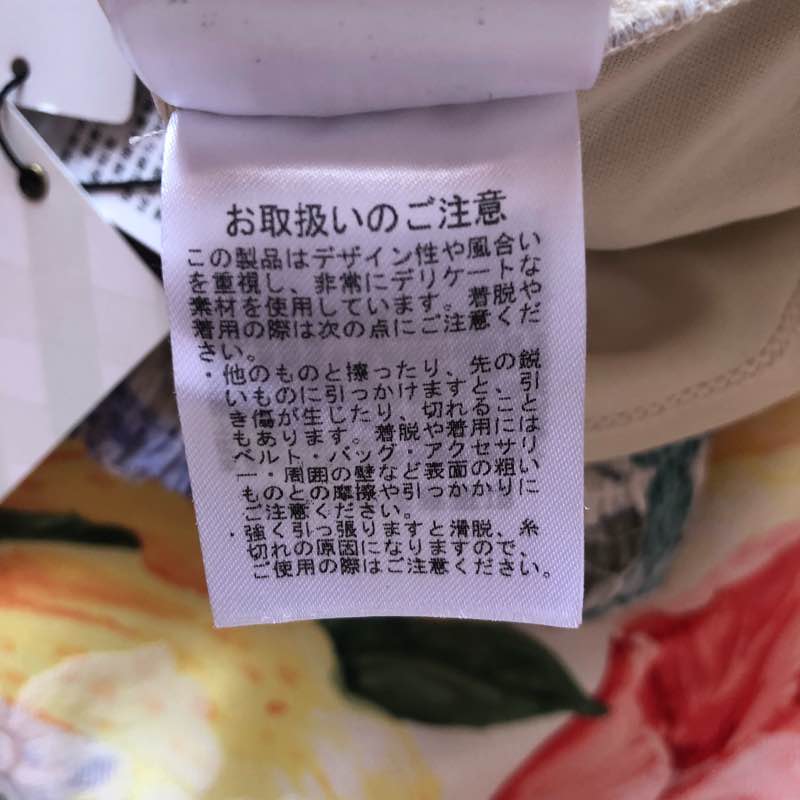 お取扱いのご注意
この製品はデザイン性や風合い
を重視し、非常にデリケートな
素材を使用しています。着脱や
着用の際は次の点にご注意くだ
さい。
・他のものと擦ったり、先の鋭
いものに引っかけますと、引
き傷が生じたり、切れること
もあります。着脱や着用には
ベルト・バッグ・アクセサリ
ー・周囲の壁など表面の粗い
ものとの摩擦や引っかかりに
ご注意ください。
・強く引っ張りますと滑脱、糸
切れの原因になりますので、
ご使用の際はご注意ください。